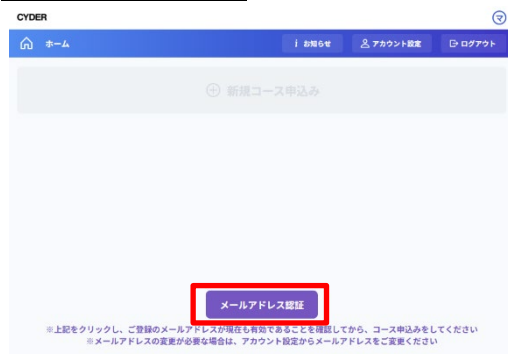 CYDER
マ
ホーム
i お知らせ アカウント設定 ログアウト
新規コース申込み
メールアドレス認証
※上記をクリックし、ご登録のメールアドレスが現在も有効であることを確認してから、コース申込みをしてください
※メールアドレスの変更が必要な場合は、アカウント設定からメールアドレスをご変更ください